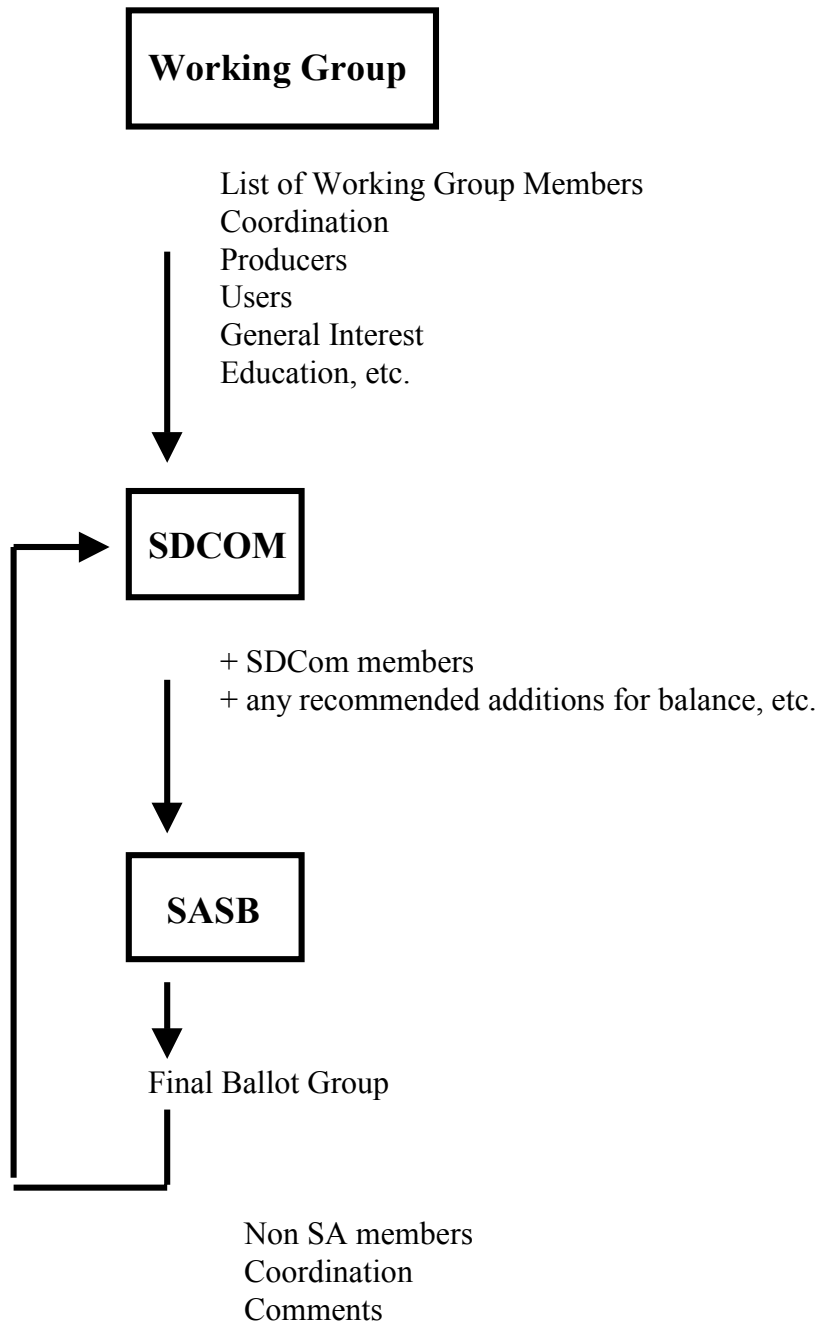 Working Group
List of Working Group Members
Coordination
Producers
Users
General Interest
Education, etc.
SDCOM
+ SDCom members
+ any recommended additions for balance, etc.
SASB
Final Ballot Group
Non SA members
Coordination
Comments